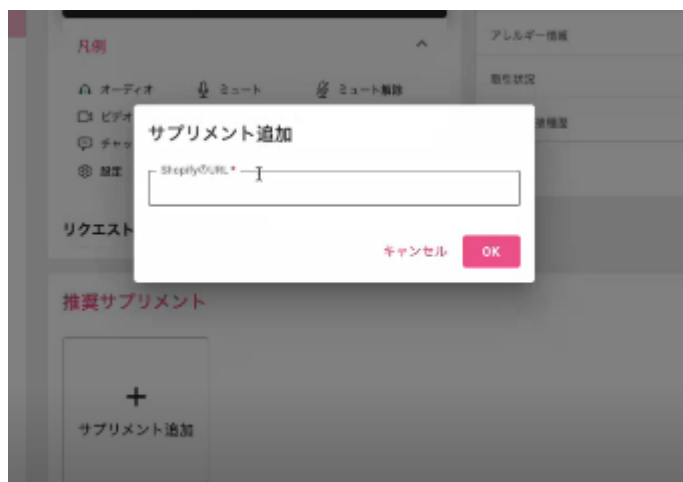 凡例
オーディオ
ミュート
ミュート解除
ビデオ
チャッ
設定
リクエスト
アレルギー情報
取引状況
サプリメント追加
ShopifyのURL *
キャンセル
OK
推奨サプリメント
+
サプリメント追加